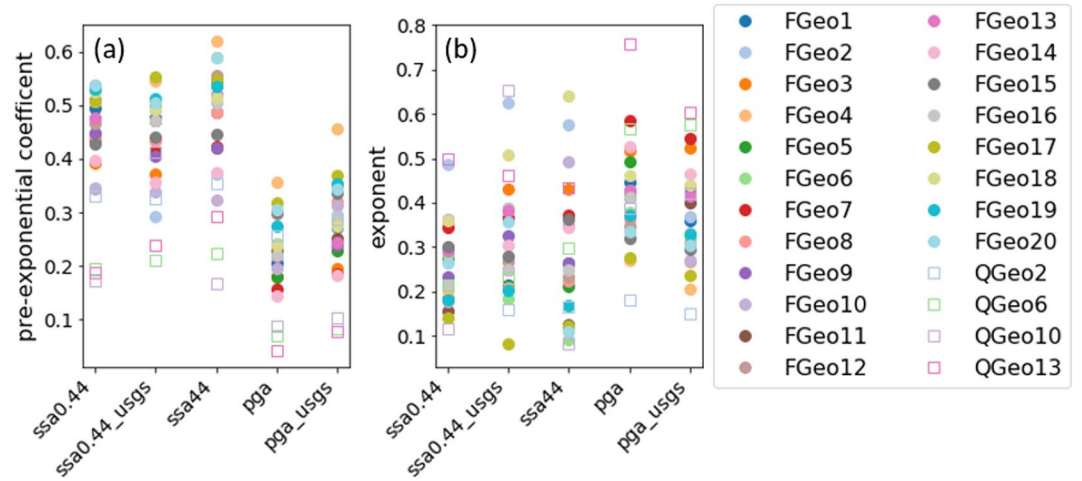 (a)
pre-exponential coefficent
0.6
0.5
0.4
0.3
0.2
0.1
ssa0.44
ssa0.44_usgs
ssa44
pga
pga_usgs
(b)
exponent
0.8
0.7
0.6
0.5
0.4
0.3
0.2
0.1
ssa0.44
ssa0.44_usgs
ssa44
pga
pga_usgs
FGeo1
FGeo2
FGeo3
FGeo4
FGeo5
FGeo6
FGeo7
FGeo8
FGeo9
FGeo10
FGeo11
FGeo12
FGeo13
FGeo14
FGeo15
FGeo16
FGeo17
FGeo18
FGeo19
FGeo20
QGeo2
QGeo6
QGeo10
QGeo13